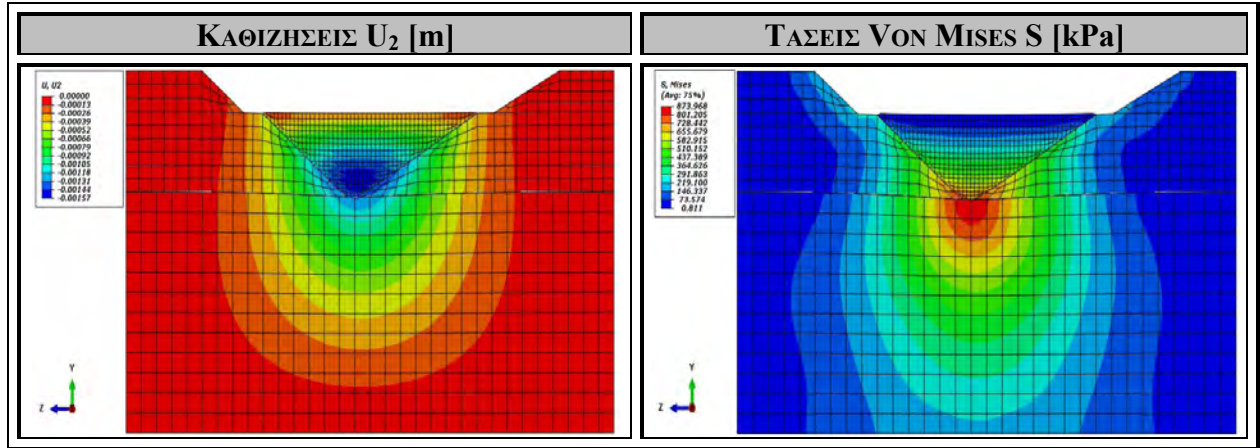 ΚΑΘΙΖΗΣΕΙΣ U2 [m]
ΤΑΣΕΙΣ VON MISES S [kPa]
U, U2
0.00000
-0.00013
-0.00026
-0.00039
-0.00052
-0.00066
-0.00079
-0.00092
-0.00105
-0.00118
-0.00131
-0.00144
-0.00157
Y
Z
S, Mises
(Avg: 75%)
873.968
801.205
728.442
655.679
582.915
510.152
437.389
364.626
291.863
219.100
146.337
73.574
0.811
Y
Z